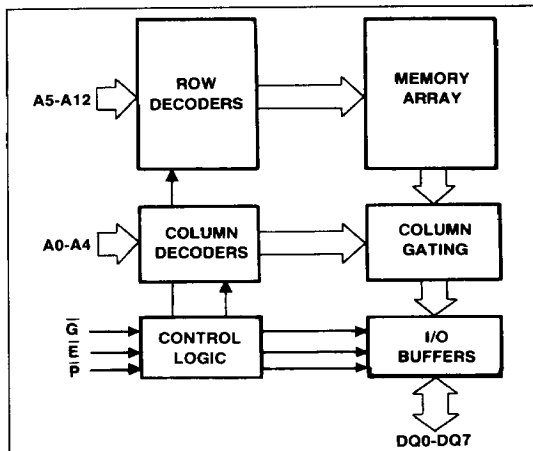 ROW
DECODERS
MEMORY
ARRAY
A5-A12
COLUMN
DECODERS
COLUMN
GATING
A0-A4
G̅
E̅
P̅
CONTROL
LOGIC
I/O
BUFFERS
DQ0-DQ7